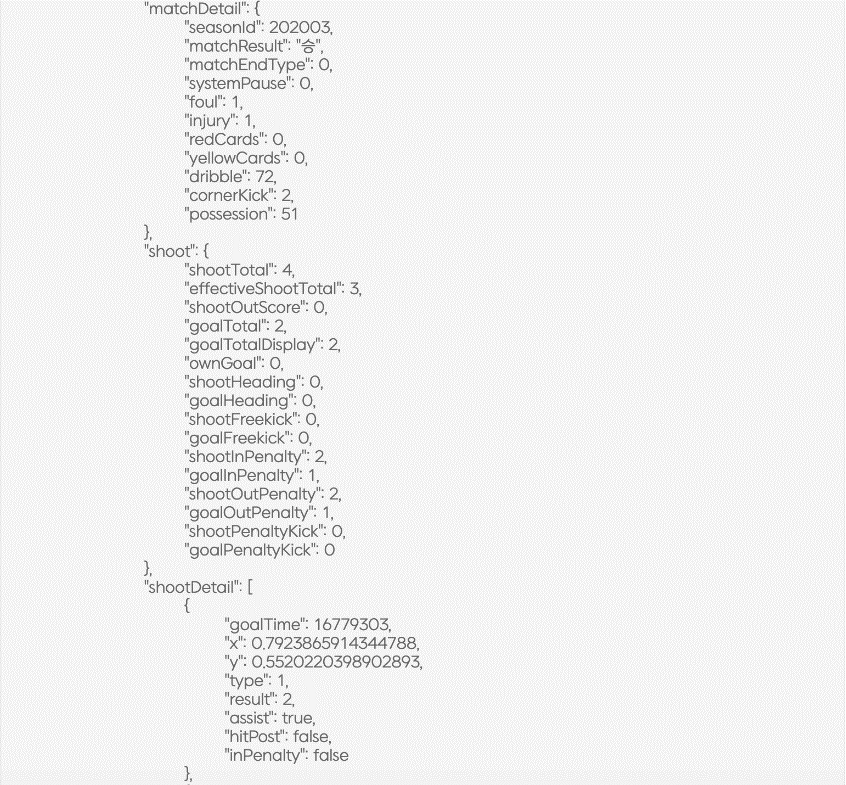 "matchDetail": {
"seasonId": 202003,
"matchResult": "승",
"matchEndType": 0,
"systemPause": 0,
"foul": 1,
"injury": 1,
"redCards": 0,
"yellowCards": 0,
"dribble": 72,
"cornerKick": 2,
"possession": 51
},
"shoot": {
"shootTotal": 4,
"effectiveShootTotal": 3,
"shootOutScore": 0,
"goalTotal": 2,
"goalTotalDisplay": 2,
"ownGoal": 0,
"shootHeading": 0,
"goalHeading": 0,
"shootFreekick": 0,
"goalFreekick": 0,
"shootInPenalty": 2,
"goalInPenalty": 1,
"shootOutPenalty": 2,
"goalOutPenalty": 1,
"shootPenaltyKick": 0,
"goalPenaltyKick": 0
},
"shootDetail": [
{
"goalTime": 16779303,
"x": 0.7923865914344788,
"y": 0.5520220398902893,
"type": 1,
"result": 2,
"assist": true,
"hitPost": false,
"inPenalty": false
},